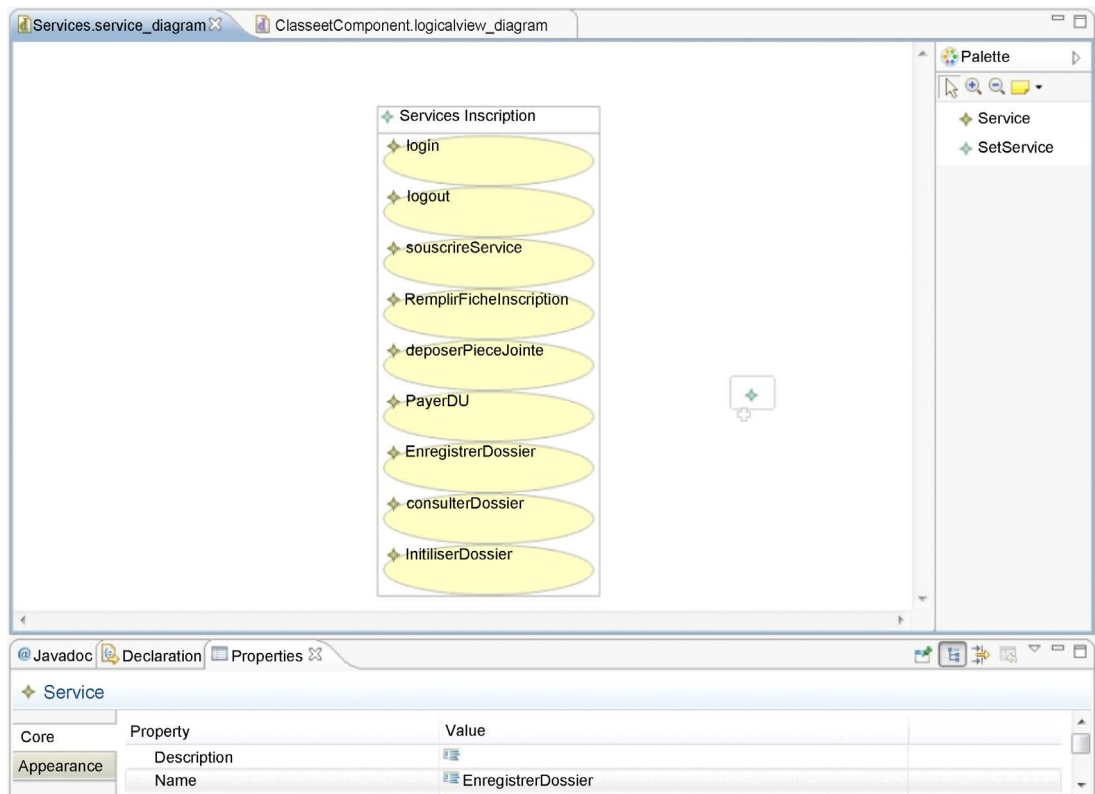 Services.service_diagram ClasseetComponent.logicalview_diagram
Palette
Services Inscription
Service
login
SetService
logout
souscrireService
RemplirFicheInscription
deposerPieceJointe
PayerDU
EnregistrerDossier
consulterDossier
InitiliserDossier
@ Javadoc Declaration Properties
Service
Core Property Value
Appearance Description
Name EnregistrerDossier